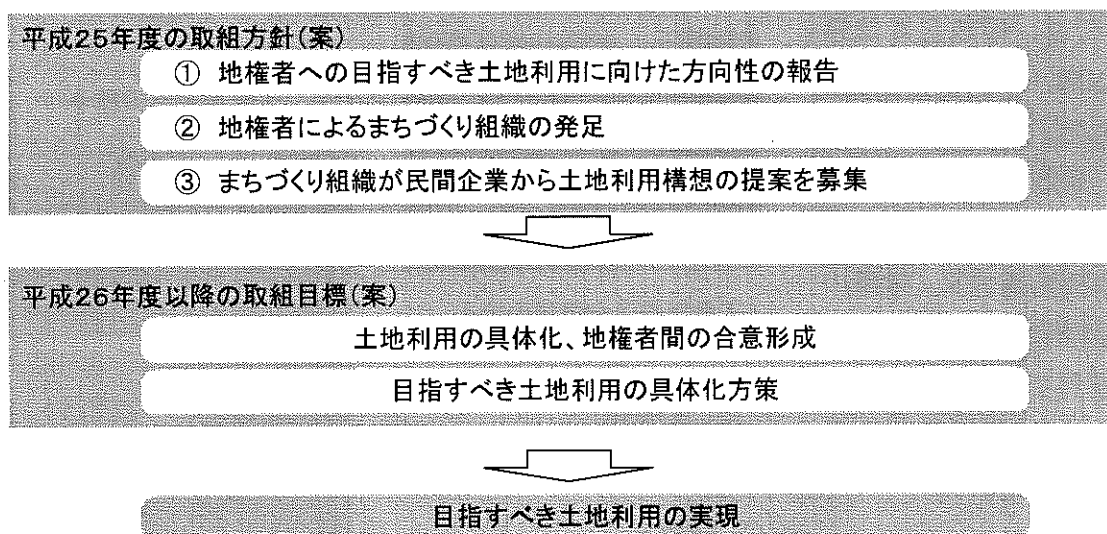 平成25年度の取組方針(案)
① 地権者への目指すべき土地利用に向けた方向性の報告
② 地権者によるまちづくり組織の発足
③ まちづくり組織が民間企業から土地利用構想の提案を募集
平成26年度以降の取組目標(案)
土地利用の具体化、地権者間の合意形成
目指すべき土地利用の具体化方策
目指すべき土地利用の実現